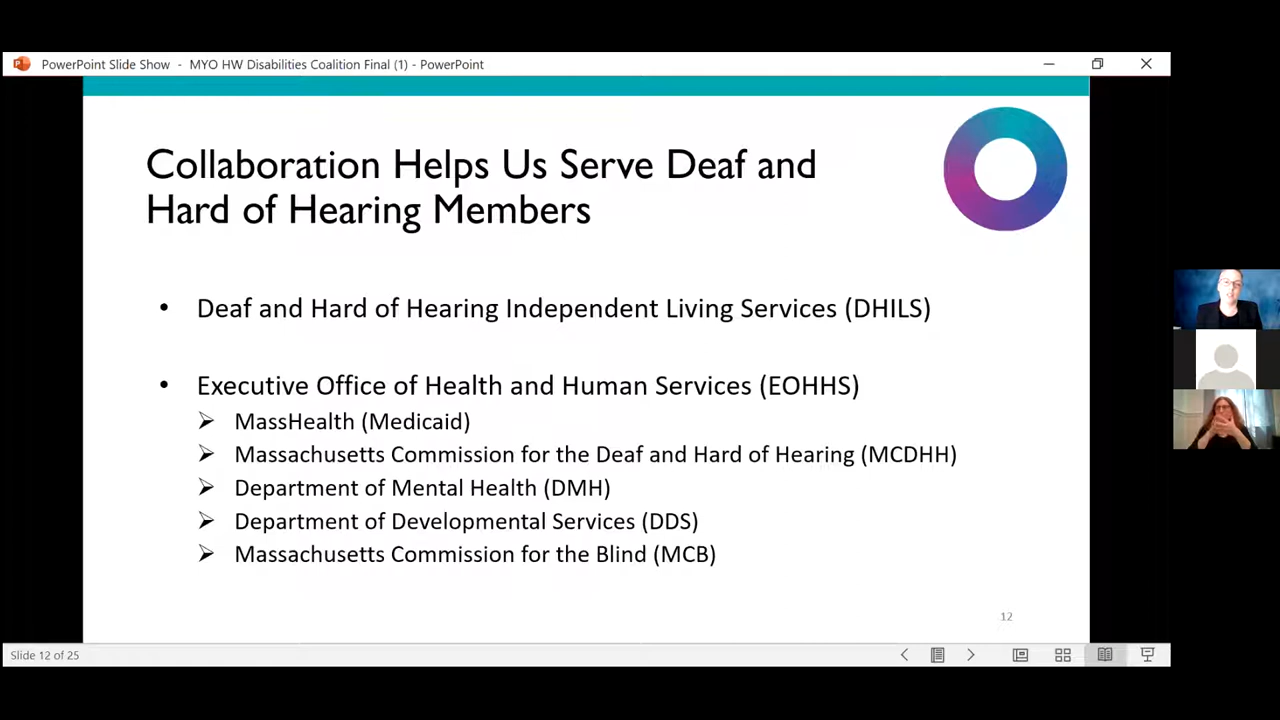 PowerPoint Slide Show - MYO HW Disabilities Coalition Final (1) - PowerPoint
Collaboration Helps Us Serve Deaf and
Hard of Hearing Members
• Deaf and Hard of Hearing Independent Living Services (DHILS)
• Executive Office of Health and Human Services (EOHHS)
➢ MassHealth (Medicaid)
➢ Massachusetts Commission for the Deaf and Hard of Hearing (MCDHH)
➢ Department of Mental Health (DMH)
➢ Department of Developmental Services (DDS)
➢ Massachusetts Commission for the Blind (MCB)
12
Slide 12 of 25